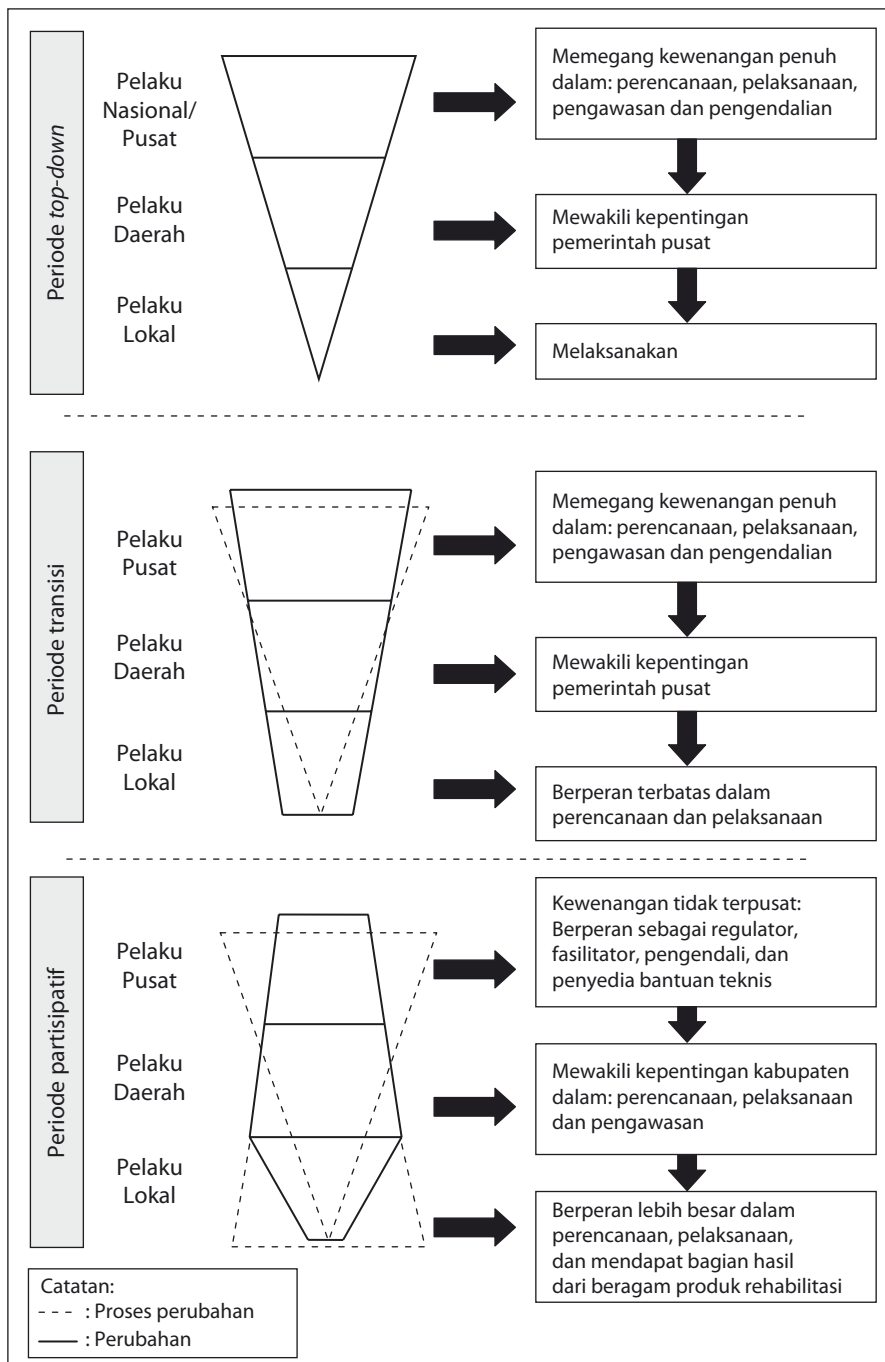 Periode top-down
Pelaku
Nasional/
Pusat
Memegang kewenangan penuh
dalam: perencanaan, pelaksanaan,
pengawasan dan pengendalian
Pelaku
Daerah
Mewakili kepentingan
pemerintah pusat
Pelaku
Lokal
Melaksanakan
Periode transisi
Pelaku
Pusat
Memegang kewenangan penuh
dalam: perencanaan, pelaksanaan,
pengawasan dan pengendalian
Pelaku
Daerah
Mewakili kepentingan
pemerintah pusat
Pelaku
Lokal
Berperan terbatas dalam
perencanaan dan pelaksanaan
Periode partisipatif
Pelaku
Pusat
Kewenangan tidak terpusat:
Berperan sebagai regulator,
fasilitator, pengendali, dan
penyedia bantuan teknis
Pelaku
Daerah
Mewakili kepentingan kabupaten
dalam: perencanaan, pelaksanaan
dan pengawasan
Pelaku
Lokal
Berperan lebih besar dalam
perencanaan, pelaksanaan,
dan mendapat bagian hasil
dari beragam produk rehabilitasi
Catatan:
: Proses perubahan
: Perubahan